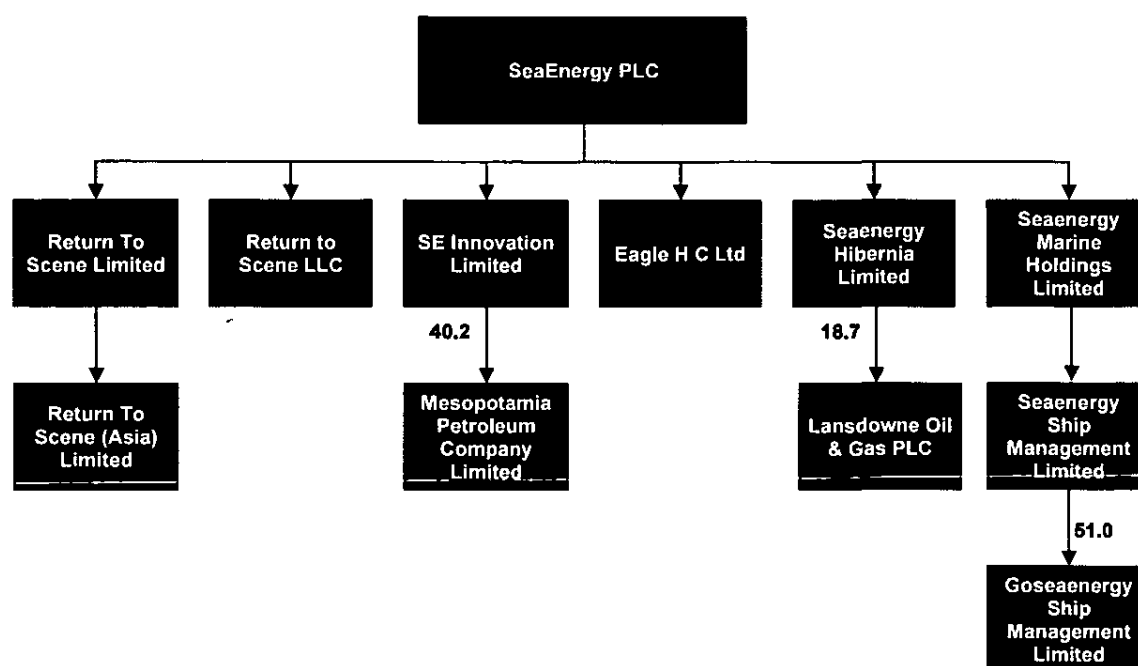 SeaEnergy PLC
Return To
Scene Limited
Return to
Scene LLC
SE Innovation
Limited
Eagle H C Ltd
Seaenergy
Hibernia
Limited
Seaenergy
Marine
Holdings
Limited
40.2
18.7
Return To
Scene (Asia)
Limited
Mesopotamia
Petroleum
Company
Limited
Lansdowne Oil
& Gas PLC
Seaenergy
Ship
Management
Limited
51.0
Goseaenergy
Ship
Management
Limited